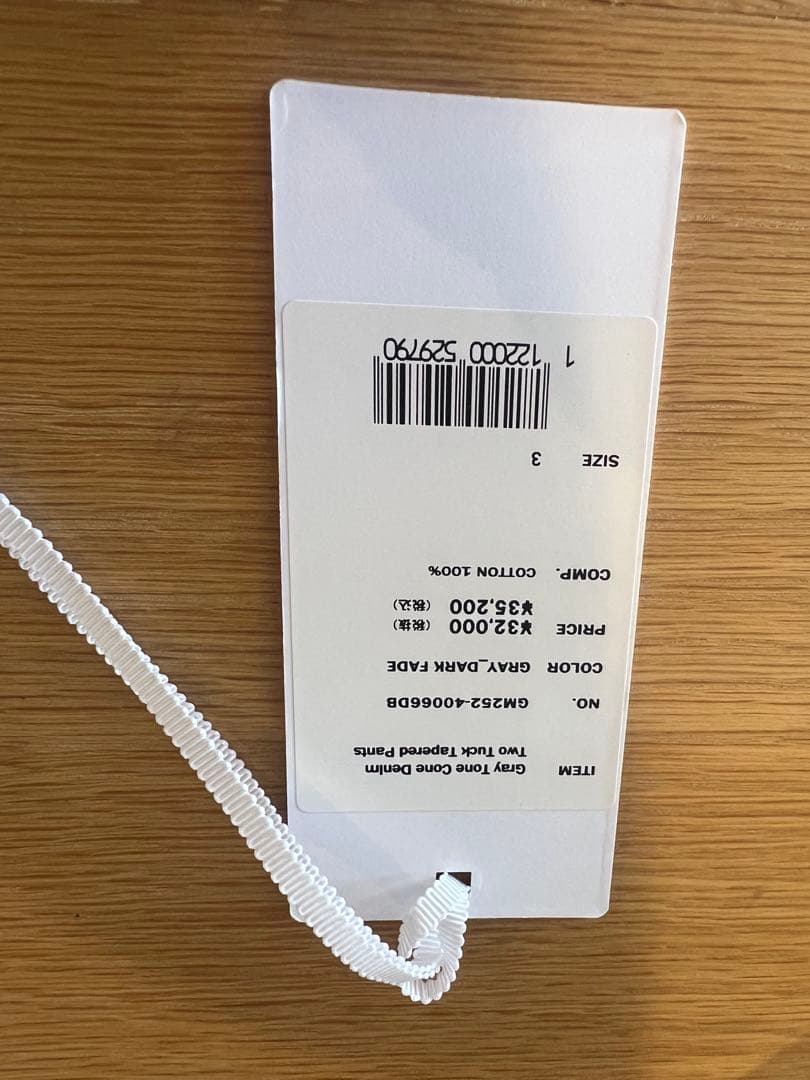 ITEM Gray Tone Cone Denim
Two Tuck Tapered Pants
NO. GM252-40066DB
COLOR GRAY_DARK FADE
PRICE ¥32,000 (税抜)
¥35,200 (税込)
COMP. COTTON 100%
SIZE 3
1 122000 529790